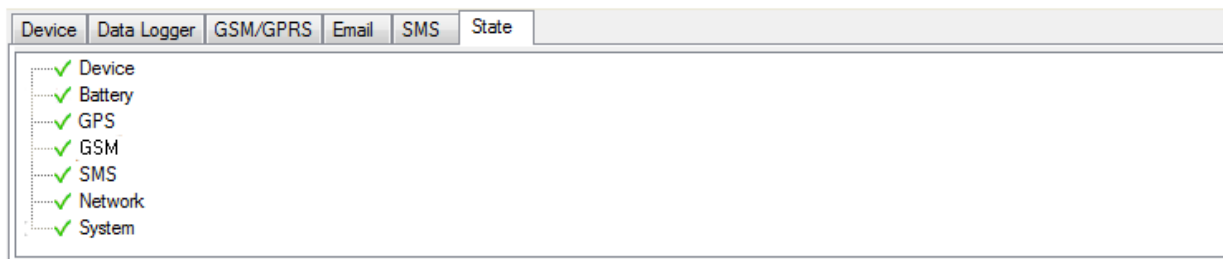 Device Data Logger GSM/GPRS Email SMS State
Device
Battery
GPS
GSM
SMS
Network
System